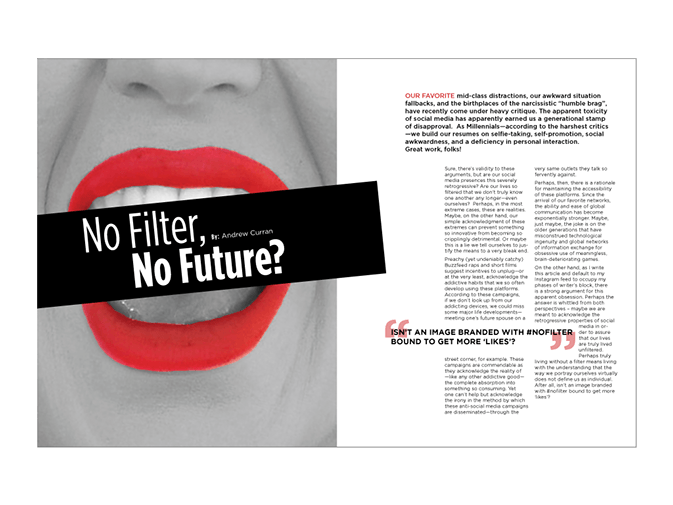 No Filter,
BY: Andrew Curran
No Future?
OUR FAVORITE mid-class distractions, our awkward situation
fallbacks, and the birthplaces of the narcissistic “humble brag”,
have recently come under heavy critique. The apparent toxicity
of social media has apparently earned us a generational stamp
of disapproval. As Millennials—according to the harshest critics
—we build our resumes on selfie-taking, self-promotion, social
awkwardness, and a deficiency in personal interaction.
Great work, folks!
Sure, there's validity to these
arguments, but are our social
media presences this severely
retrogressive? Are our lives so
filtered that we don't truly know
one another any longer—even
ourselves? Perhaps, in the most
extreme cases, these are realities.
Maybe, on the other hand, our
simple acknowledgment of these
extremes can prevent something
so innovative from becoming so
cripplingly detrimental. Or maybe
this is a lie we tell ourselves to jus-
tify the means to a very bleak end.
Preachy (yet undeniably catchy)
Buzzfeed raps and short films
suggest incentives to unplug—or
at the very least, acknowledge the
addictive habits that we so often
develop using these platforms.
According to these campaigns,
if we don't look up from our
addicting devices, we could miss
some major life developments—
meeting one's future spouse on a
“ISN'T AN IMAGE BRANDED WITH #NOFILTER
BOUND TO GET MORE ‘LIKES’?”
street corner, for example. These
campaigns are commendable as
they acknowledge the reality of
—like any other addictive good—
the complete absorption into
something so consuming. Yet
one can't help but acknowledge
the irony in the method by which
these anti-social media campaigns
are disseminated—through the
very same outlets they talk so
fervently against.
Perhaps, then, there is a rationale
for maintaining the accessibility
of these platforms. Since the
arrival of our favorite networks,
the ability and ease of global
communication has become
exponentially stronger. Maybe,
just maybe, the joke is on the
older generations that have
misconstrued technological
ingenuity and global networks
of information exchange for
obsessive use of meaningless,
brain-deteriorating games.
On the other hand, as I write
this article and default to my
Instagram feed to occupy my
phases of writer's block, there
is a strong argument for this
apparent obsession. Perhaps the
answer is whittled from both
perspectives – maybe we are
meant to acknowledge the
retrogressive properties of social
media in or-
der to assure
that our lives
are truly lived
unfiltered.
Perhaps truly
living without a filter means living
with the understanding that the
way we portray ourselves virtually
does not define us as individual.
After all, isn't an image branded
with #nofilter bound to get more
‘likes’?